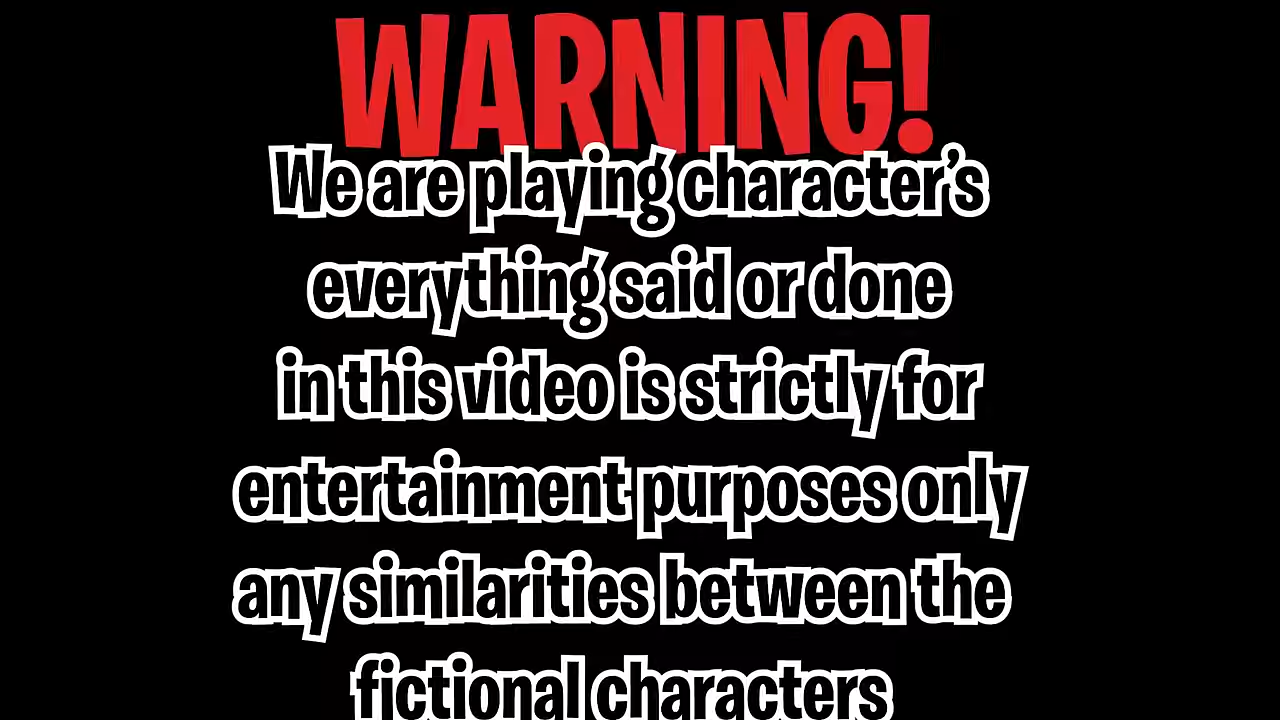 WARNING!
We are playing character’s
everything said or done
in this video is strictly for
entertainment purposes only
any similarities between the
fictional characters